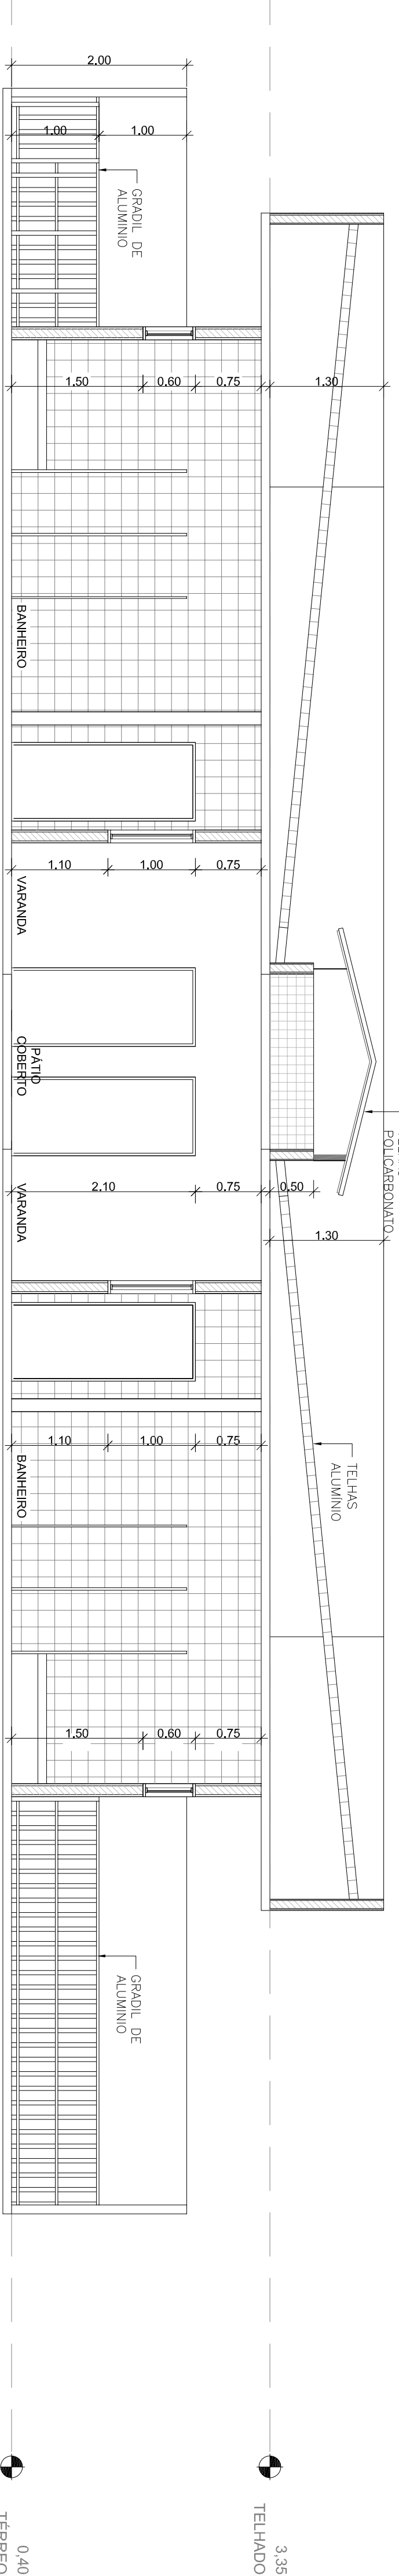 2.00
1.00
1.00
GRADIL DE
ALUMINIO
1.50
0.60
0.75
1.30
BANHEIRO
1.10
1.00
0.75
VARANDA
PÁTIO
COBERTO
POLICARBONATO
VARANDA
2.10
0.75
0.50
1.30
TELHAS
ALUMÍNIO
1.10
1.00
0.75
BANHEIRO
1.50
0.60
0.75
GRADIL DE
ALUMINIO
3,35
TELHADO
0,40
TÉRREO